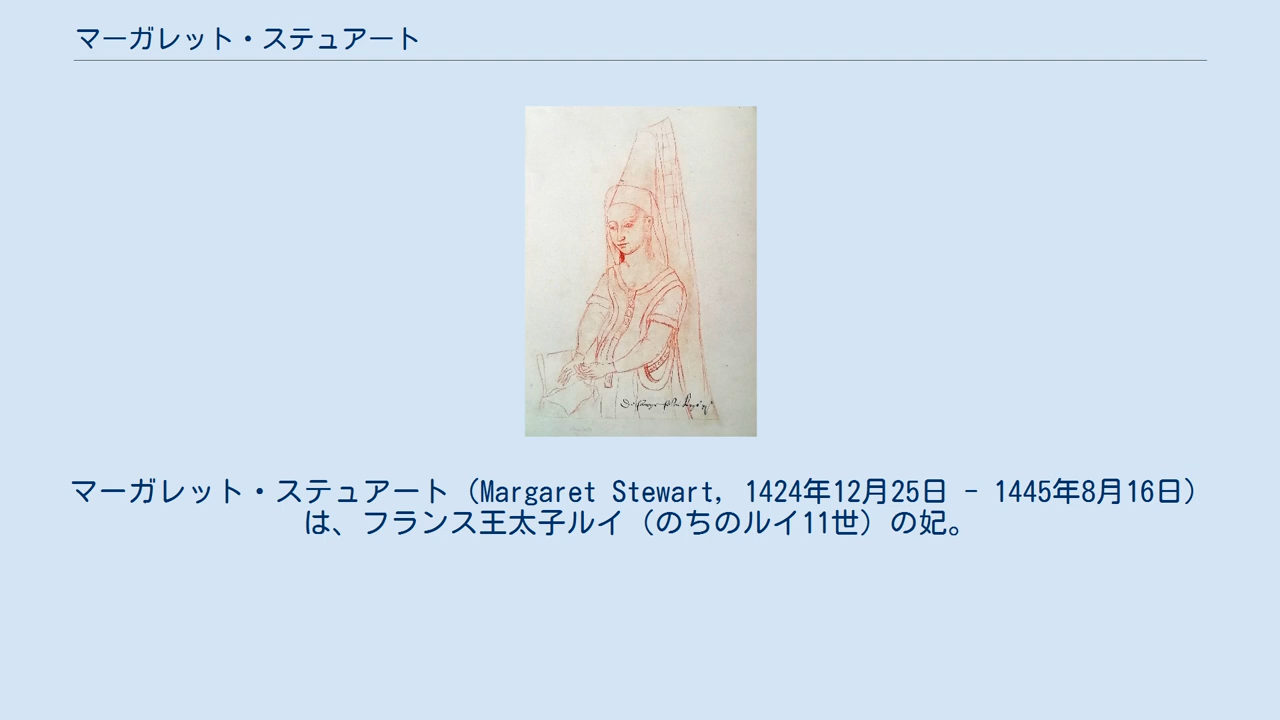 マーガレット・ステュアート
マーガレット・ステュアート（Margaret Stewart, 1424年12月25日 - 1445年8月16日）
は、フランス王太子ルイ（のちのルイ11世）の妃。